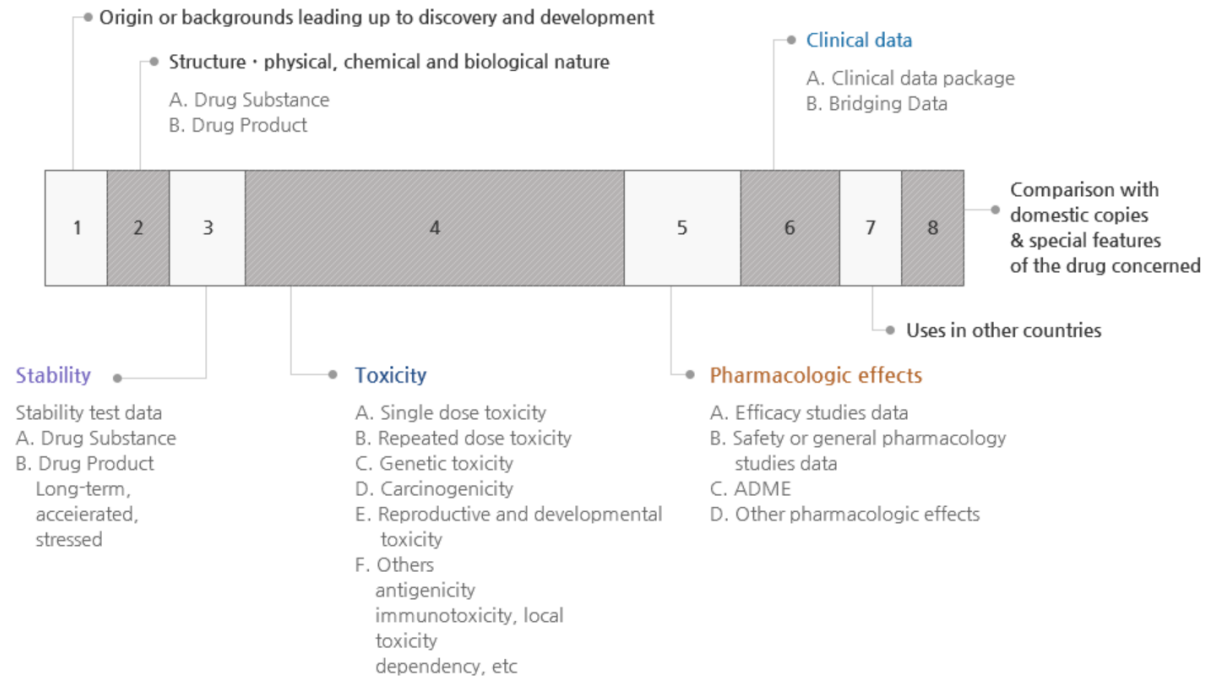 Origin or backgrounds leading up to discovery and development
Structure · physical, chemical and biological nature
A. Drug Substance
B. Drug Product
Clinical data
A. Clinical data package
B. Bridging Data
1
2
3
4
5
6
7
8
Comparison with
domestic copies
& special features
of the drug concerned
Uses in other countries
Stability
Stability test data
A. Drug Substance
B. Drug Product
Long-term,
acceierated,
stressed
Toxicity
A. Single dose toxicity
B. Repeated dose toxicity
C. Genetic toxicity
D. Carcinogenicity
E. Reproductive and developmental
toxicity
F. Others
antigenicity
immunotoxicity, local
toxicity
dependency, etc
Pharmacologic effects
A. Efficacy studies data
B. Safety or general pharmacology
studies data
C. ADME
D. Other pharmacologic effects